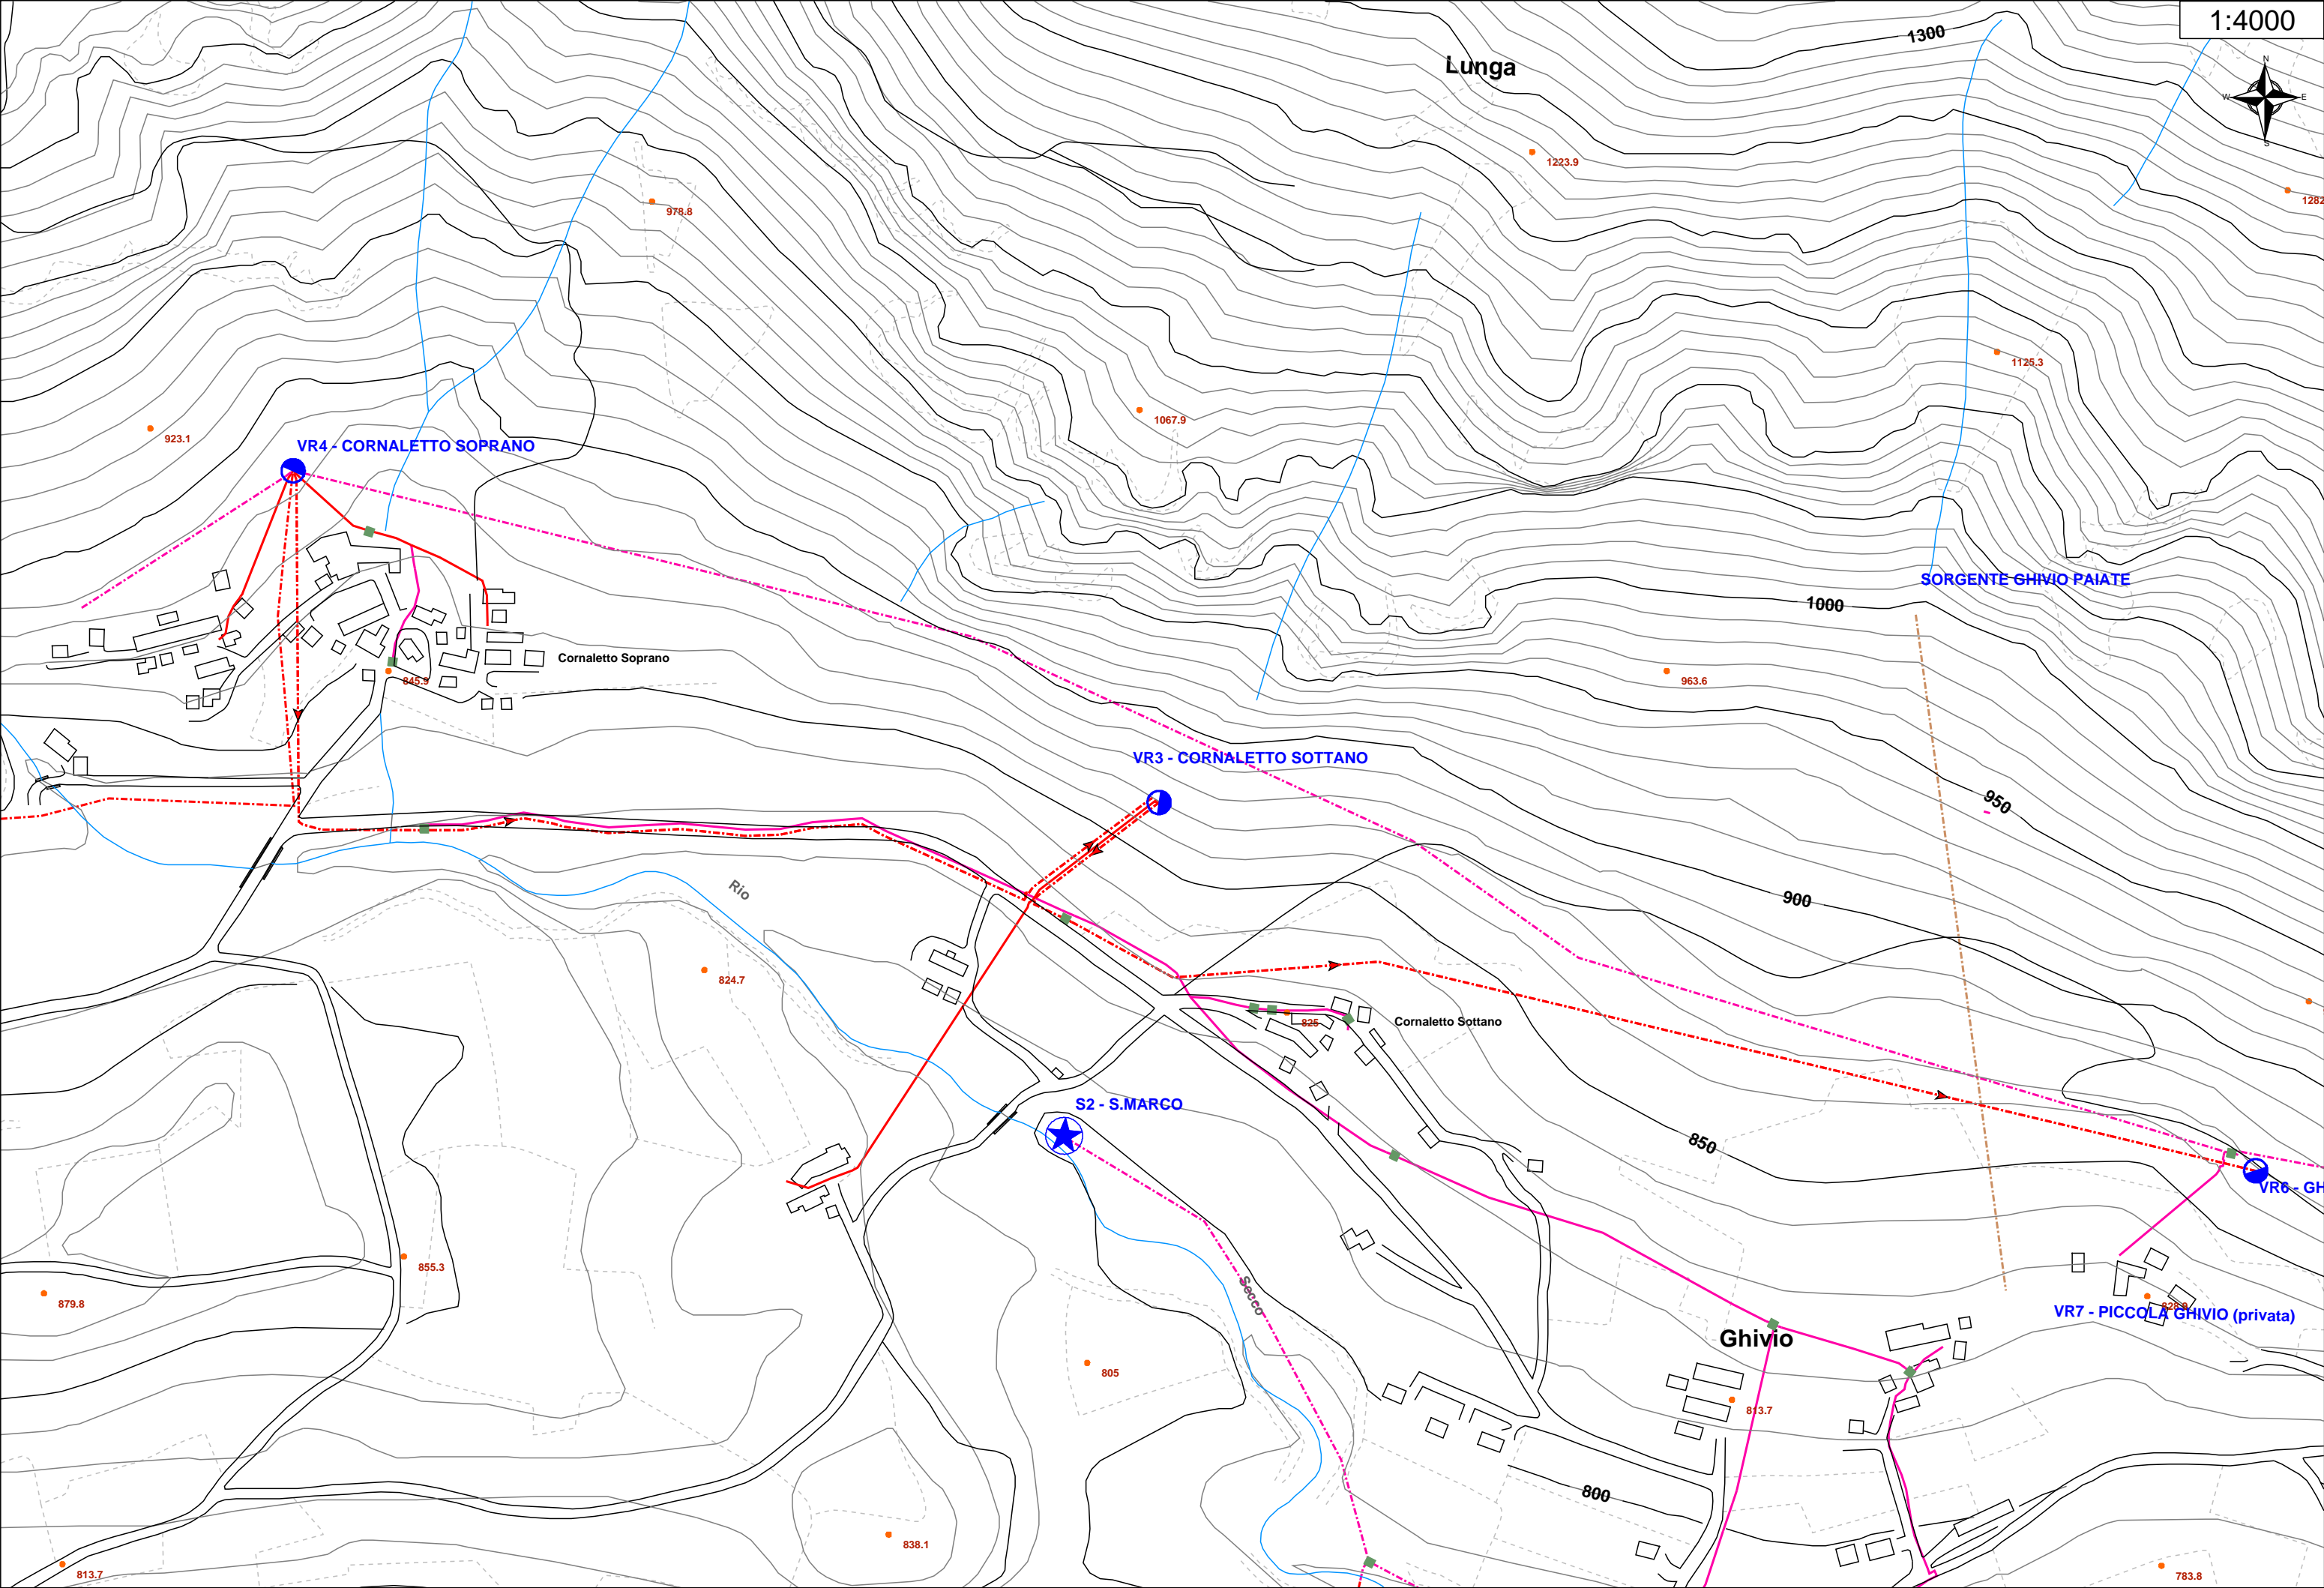 1:4000
1300
Lunga
N
W
E
S
1223.9
1282
978.8
1125.3
1067.9
923.1
VR4 - CORNALETTO SOPRANO
SORGENTE GHIVIO PAIATE
1000
Cornaletto Soprano
845.9
963.6
VR3 - CORNALETTO SOTTANO
950
Rio
900
824.7
825
Cornaletto Sottano
S2 - S.MARCO
850
VR6 - GH
855.3
879.8
Secco
828.9
VR7 - PICCOLA GHIVIO (privata)
Ghivio
805
813.7
800
838.1
813.7
783.8